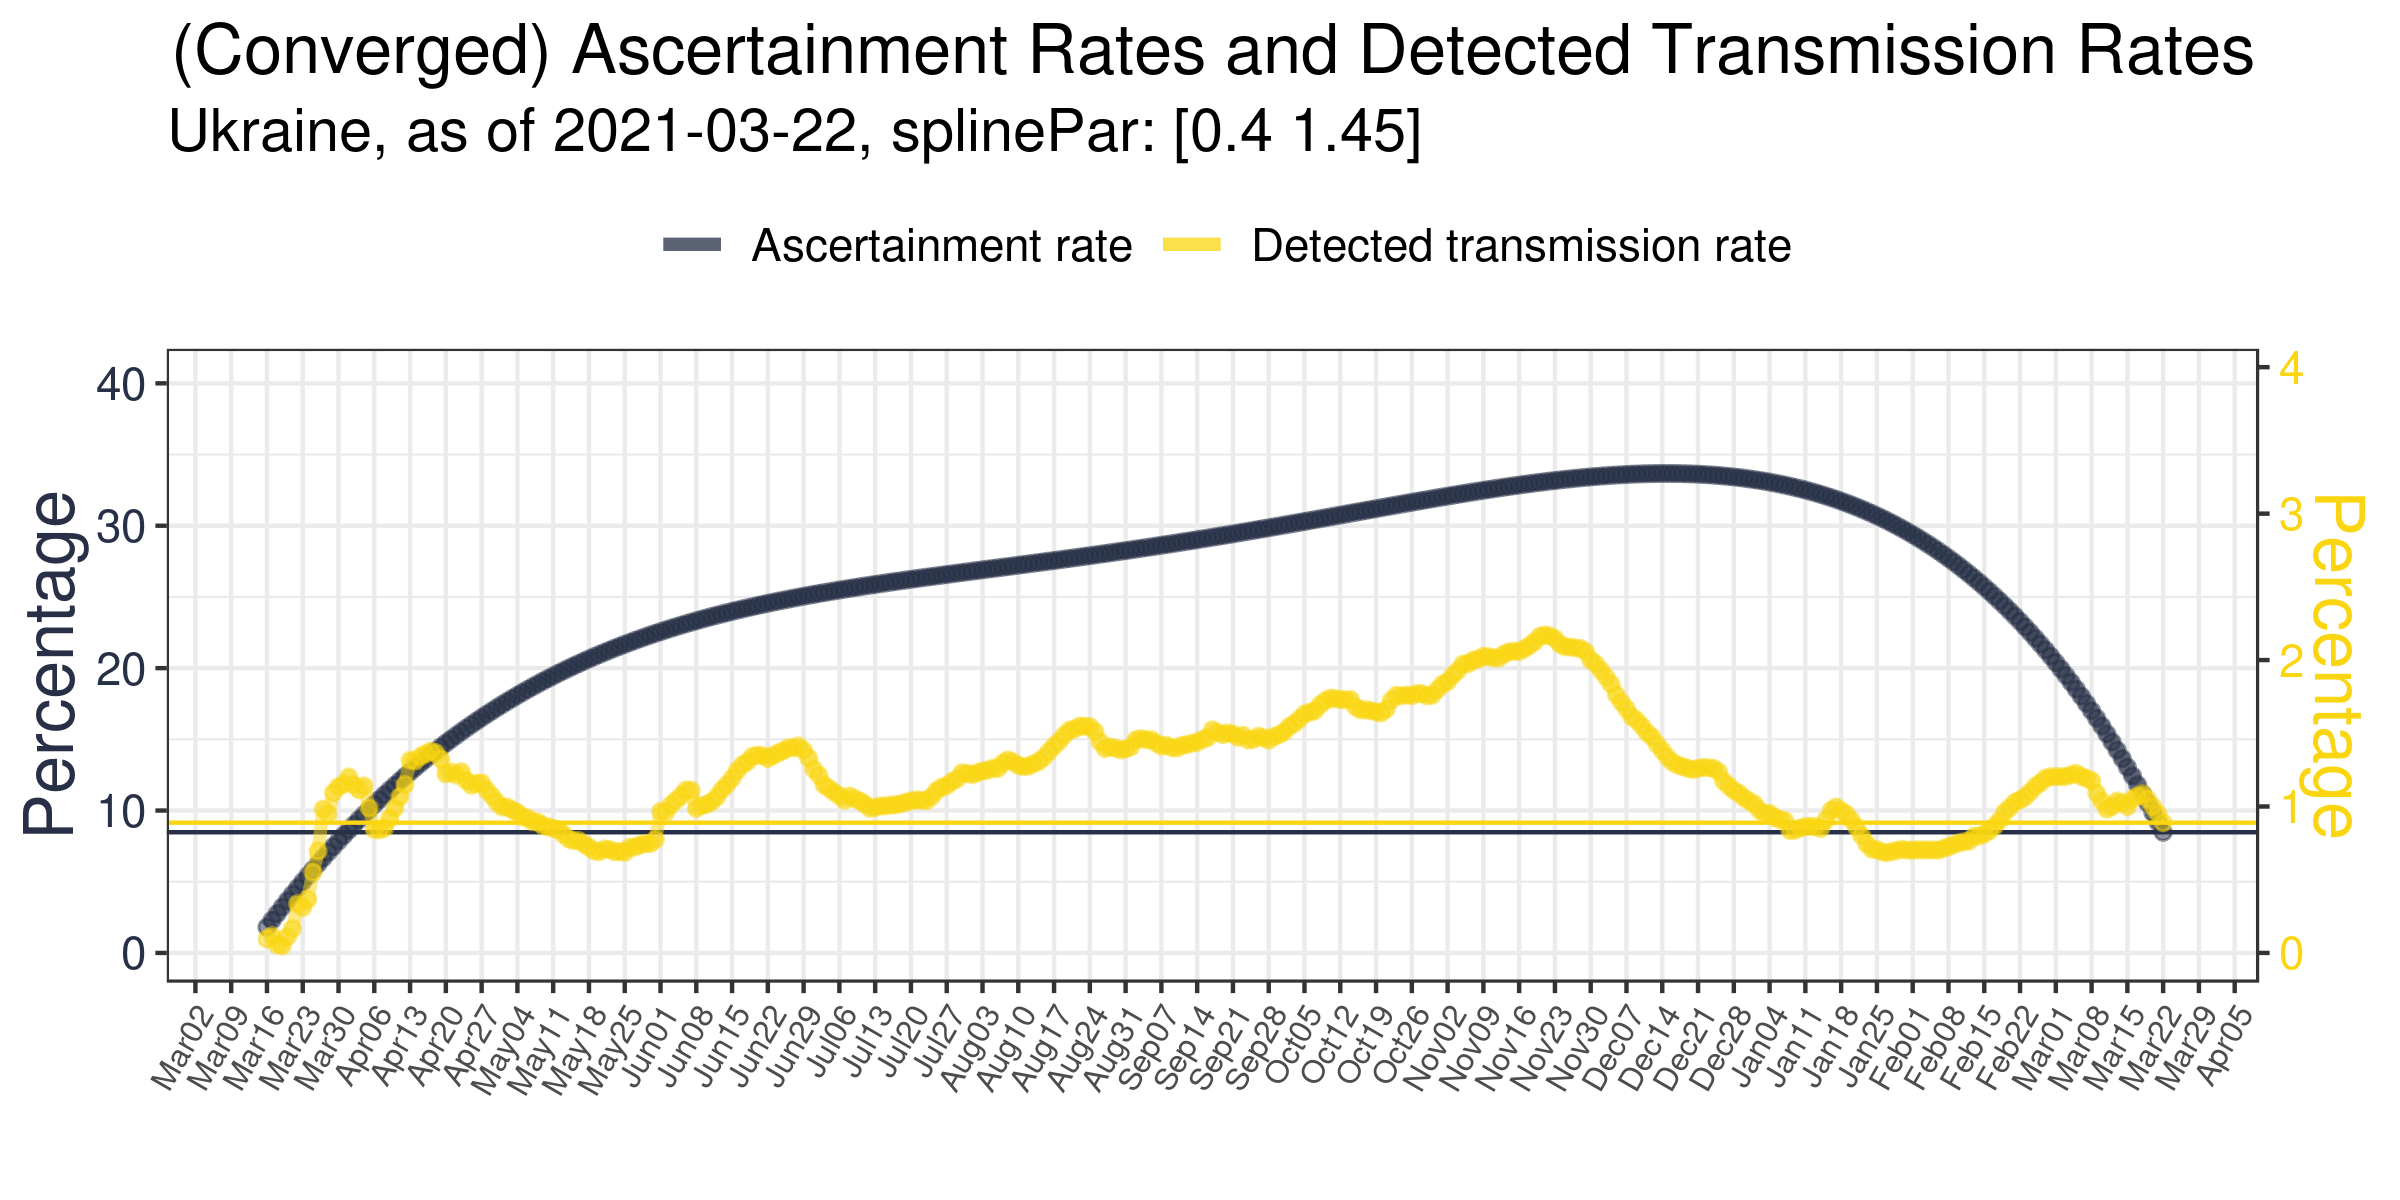 (Converged) Ascertainment Rates and Detected Transmission Rates
Ukraine, as of 2021-03-22, splinePar: [0.4 1.45]
Ascertainment rate Detected transmission rate
Percentage
40
30
20
10
0
4
3
2
1
0
Percentage
Mar02 Mar09 Mar16 Mar23 Mar30 Apr06 Apr13 Apr20 Apr27 May04 May11 May18 May25 Jun01 Jun08 Jun15 Jun22 Jun29 Jul06 Jul13 Jul20 Jul27 Aug03 Aug10 Aug17 Aug24 Aug31 Sep07 Sep14 Sep21 Sep28 Oct05 Oct12 Oct19 Oct26 Nov02 Nov09 Nov16 Nov23 Nov30 Dec07 Dec14 Dec21 Dec28 Jan04 Jan11 Jan18 Jan25 Feb01 Feb08 Feb15 Feb22 Mar01 Mar08 Mar15 Mar22 Mar29 Apr05